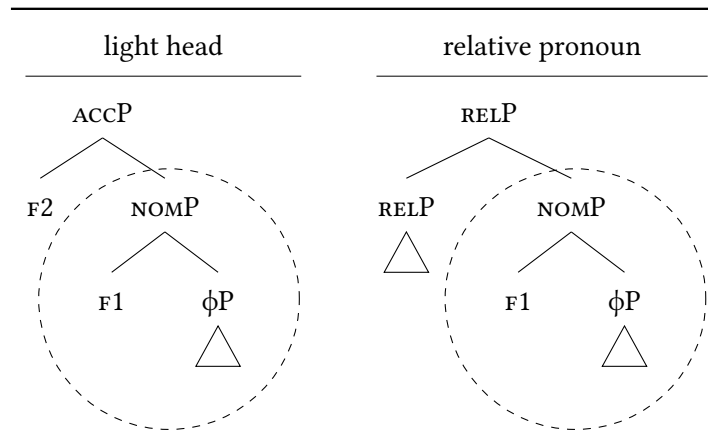 light head relative pronoun
ACCP RELP
F2 NOMP RELP NOMP
F1 ϕP F1 ϕP